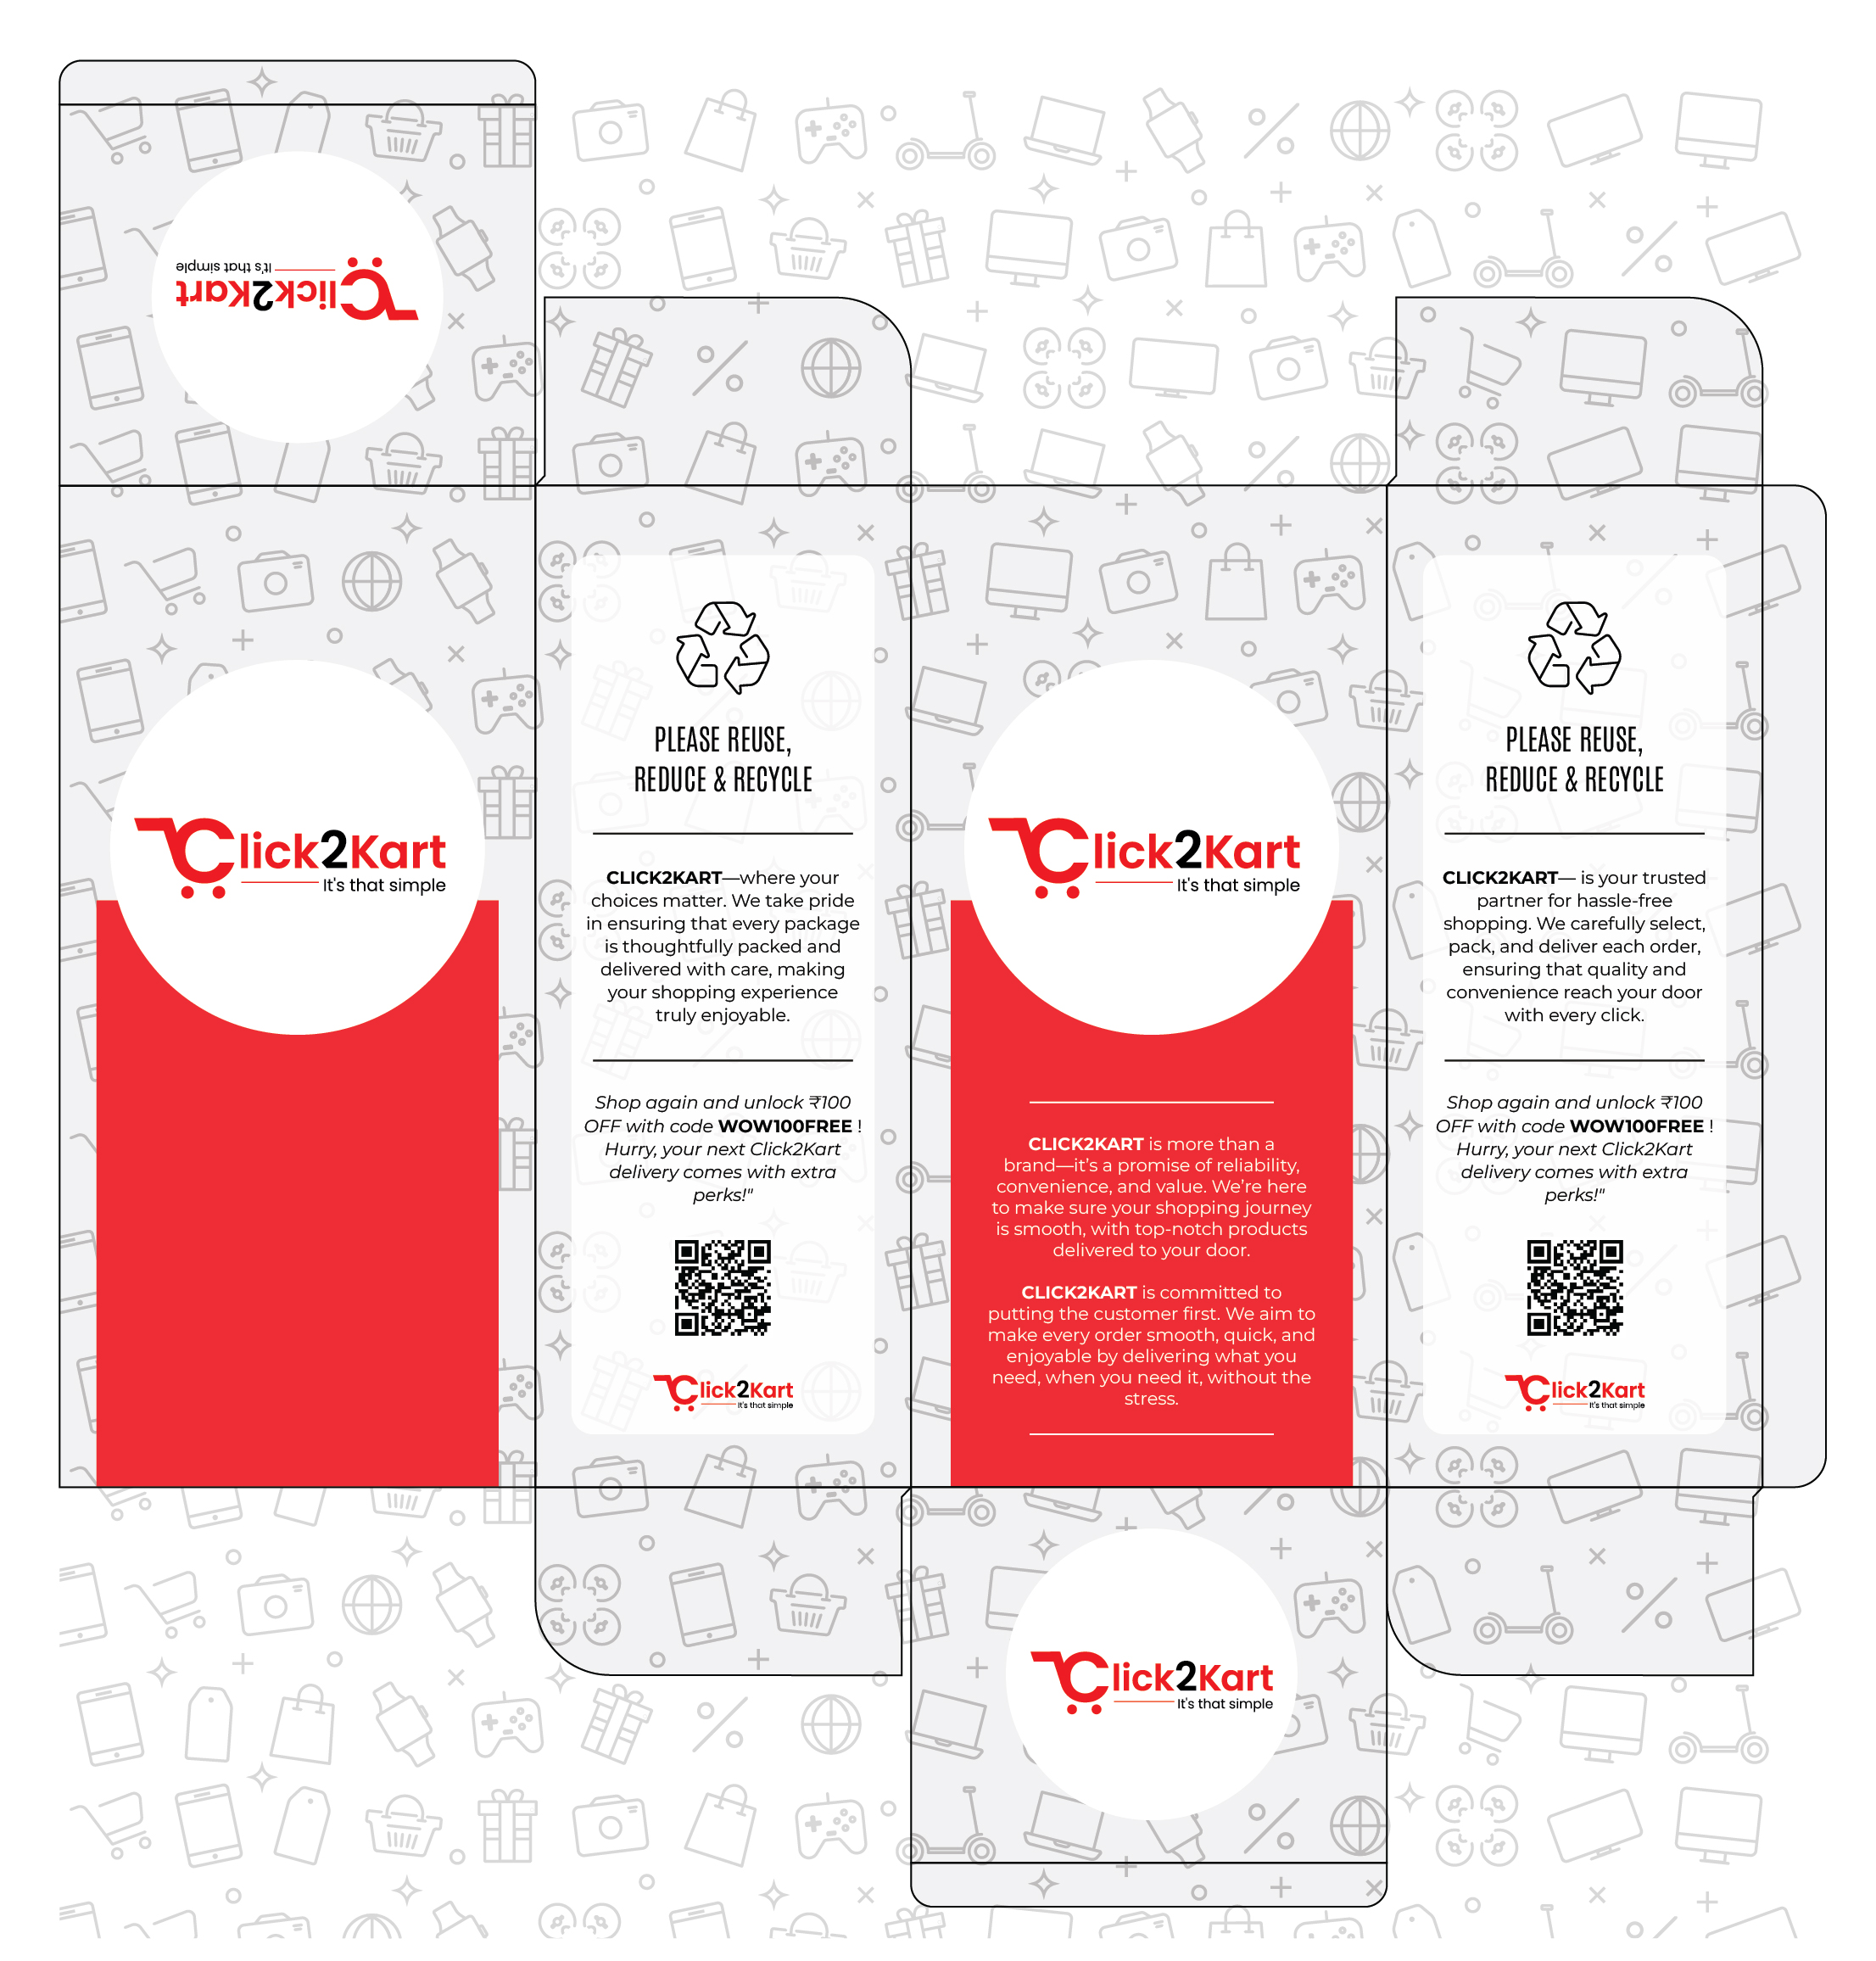 Click2Kart
It's that simple
Click2Kart
It's that simple
PLEASE REUSE,
REDUCE & RECYCLE
CLICK2KART—where your
choices matter. We take pride
in ensuring that every package
is thoughtfully packed and
delivered with care, making
your shopping experience
truly enjoyable.
Shop again and unlock ₹100
OFF with code WOW100FREE !
Hurry, your next Click2Kart
delivery comes with extra
perks!"
Click2Kart
It's that simple
Click2Kart
It's that simple
CLICK2KART is more than a
brand—it's a promise of reliability,
convenience, and value. We're here
to make sure your shopping journey
is smooth, with top-notch products
delivered to your door.
CLICK2KART is committed to
putting the customer first. We aim to
make every order smooth, quick, and
enjoyable by delivering what you
need, when you need it, without the
stress.
PLEASE REUSE,
REDUCE & RECYCLE
CLICK2KART— is your trusted
partner for hassle-free
shopping. We carefully select,
pack, and deliver each order,
ensuring that quality and
convenience reach your door
with every click.
Shop again and unlock ₹100
OFF with code WOW100FREE !
Hurry, your next Click2Kart
delivery comes with extra
perks!"
Click2Kart
It's that simple
Click2Kart
It's that simple